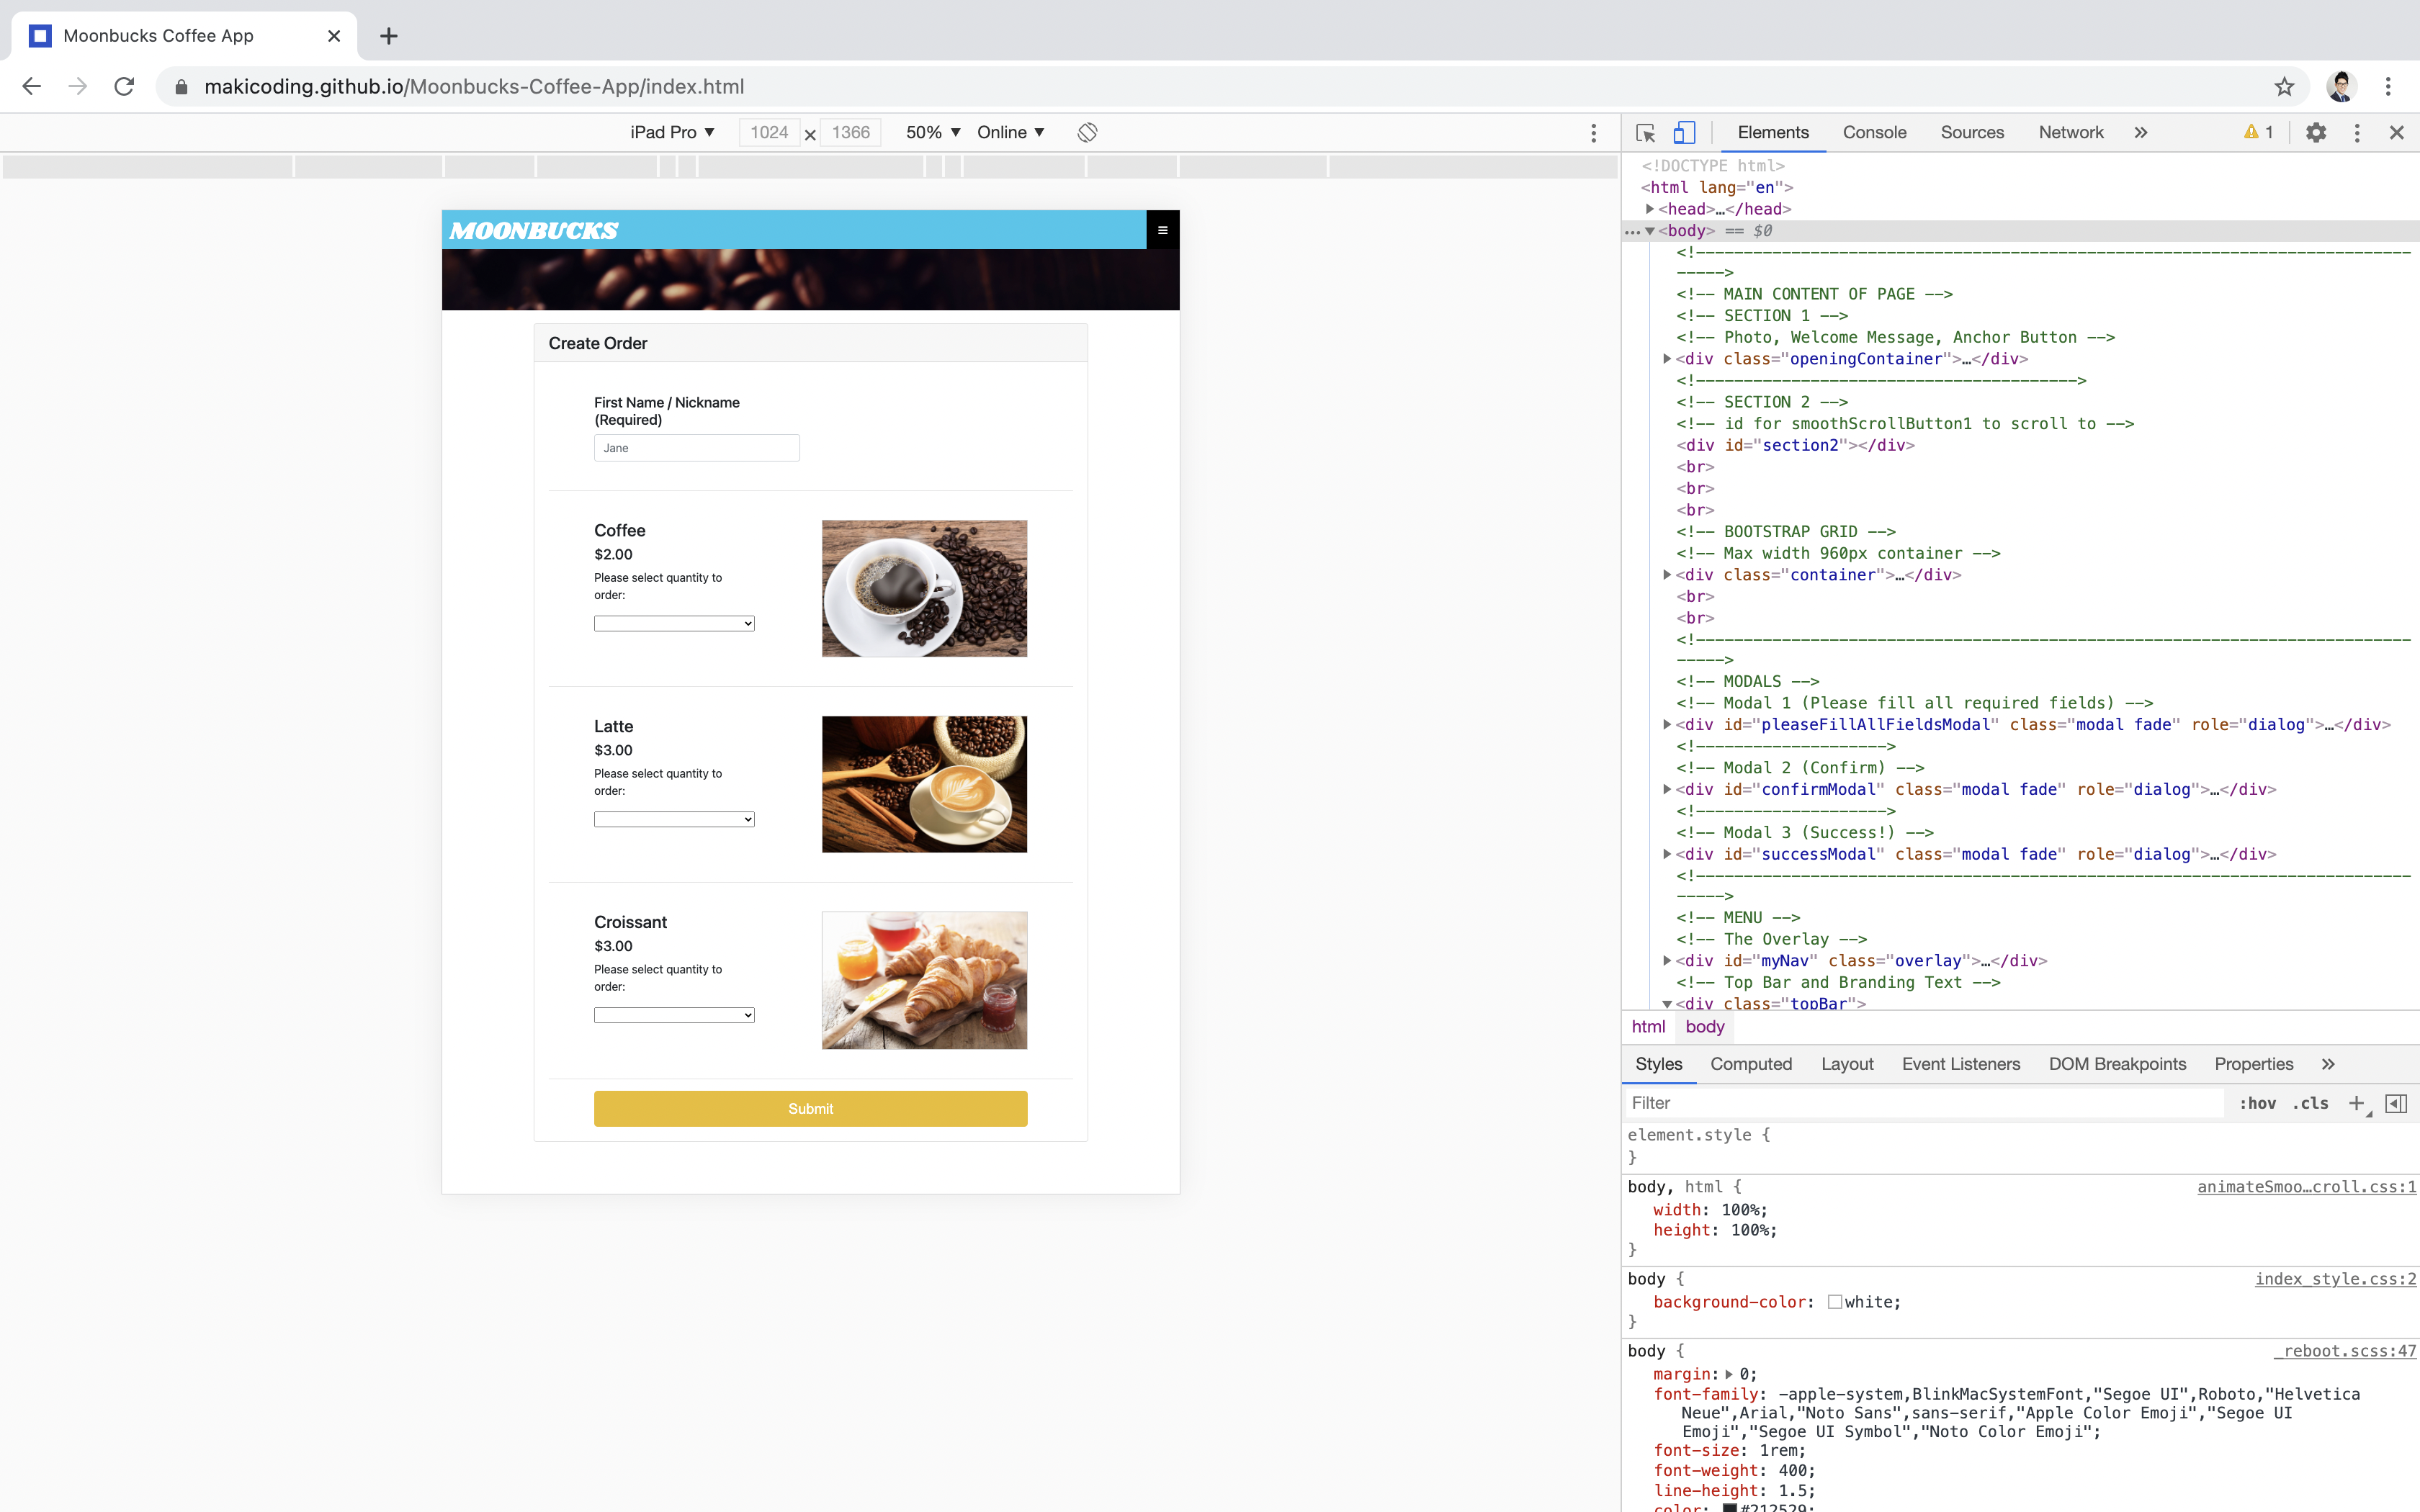 Moonbucks Coffee App
makicoding.github.io/Moonbucks-Coffee-App/index.html
iPad Pro ▼ 1024 × 1366 50% ▼ Online ▼
MOONBUCKS
Create Order
First Name / Nickname
(Required)
Jane
Coffee
$2.00
Please select quantity to
order:
Latte
$3.00
Please select quantity to
order:
Croissant
$3.00
Please select quantity to
order:
Submit
Elements Console Sources Network » 1
<!DOCTYPE html>
<html lang="en">
<head>…</head>
<body> == $0
<!---------------------------------------------------------------------------
----->
<!-- MAIN CONTENT OF PAGE -->
<!-- SECTION 1 -->
<!-- Photo, Welcome Message, Anchor Button -->
<div class="openingContainer">…</div>
<!---------------------------------------->
<!-- SECTION 2 -->
<!-- id for smoothScrollButton1 to scroll to -->
<div id="section2"></div>
<br>
<br>
<br>
<!-- BOOTSTRAP GRID -->
<!-- Max width 960px container -->
<div class="container">…</div>
<br>
<br>
<!---------------------------------------------------------------------------
----->
<!-- MODALS -->
<!-- Modal 1 (Please fill all required fields) -->
<div id="pleaseFillAllFieldsModal" class="modal fade" role="dialog">…</div>
<!-------------------->
<!-- Modal 2 (Confirm) -->
<div id="confirmModal" class="modal fade" role="dialog">…</div>
<!-------------------->
<!-- Modal 3 (Success!) -->
<div id="successModal" class="modal fade" role="dialog">…</div>
<!---------------------------------------------------------------------------
----->
<!-- MENU -->
<!-- The Overlay -->
<div id="myNav" class="overlay">…</div>
<!-- Top Bar and Branding Text -->
<div class="topBar">
html body
Styles Computed Layout Event Listeners DOM Breakpoints Properties »
Filter :hov .cls +
element.style {
}
body, html { animateSmoo…croll.css:1
width: 100%;
height: 100%;
}
body { index_style.css:2
background-color: white;
}
body { _reboot.scss:47
margin: 0;
font-family: -apple-system,BlinkMacSystemFont,"Segoe UI",Roboto,"Helvetica
Neue",Arial,"Noto Sans",sans-serif,"Apple Color Emoji","Segoe UI
Emoji","Segoe UI Symbol","Noto Color Emoji";
font-size: 1rem;
font-weight: 400;
line-height: 1.5;
color: #212529;